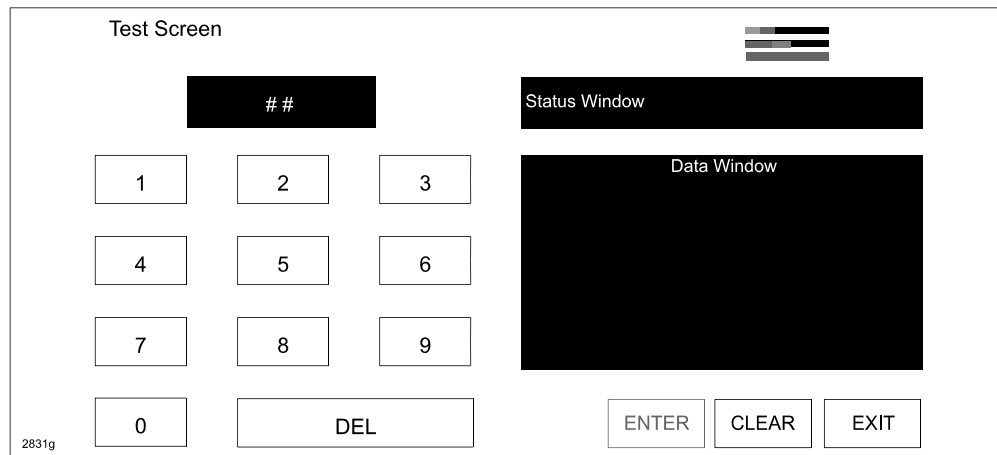 Test Screen
# #
Status Window
Data Window
1 2 3
4 5 6
7 8 9
0 DEL
ENTER CLEAR EXIT
2831g